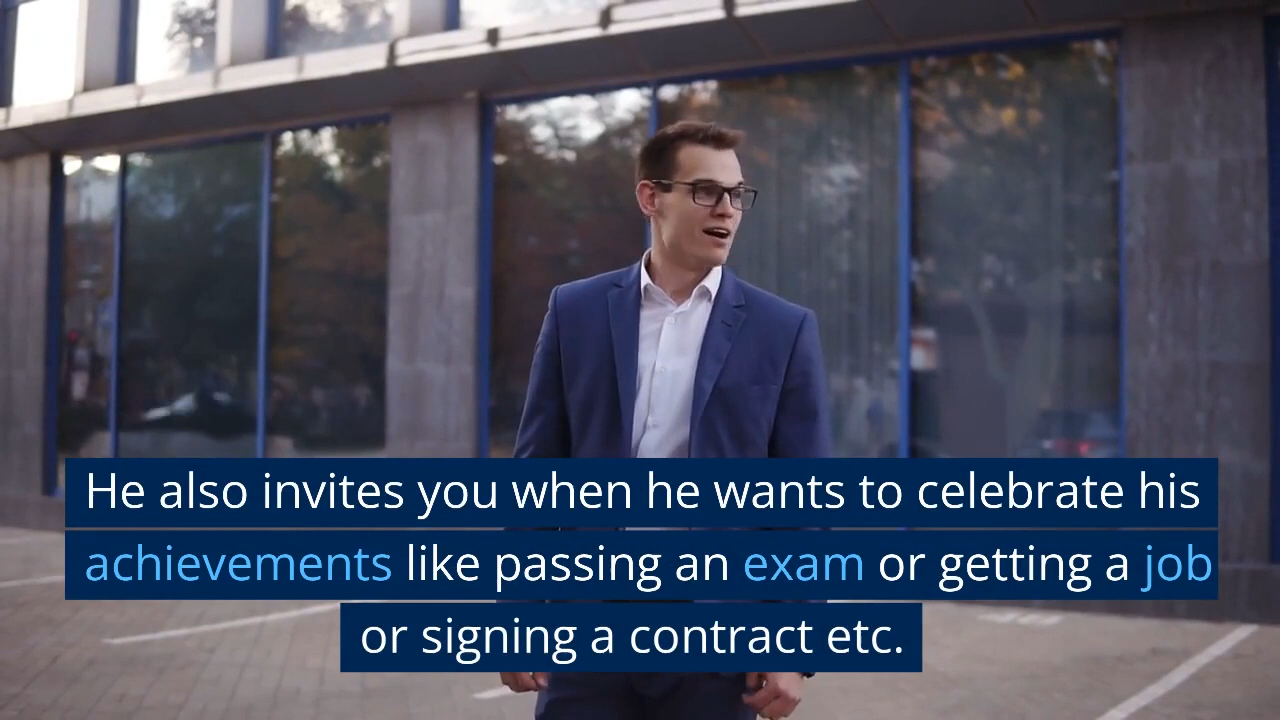 He also invites you when he wants to celebrate his
achievements like passing an exam or getting a job
or signing a contract etc.